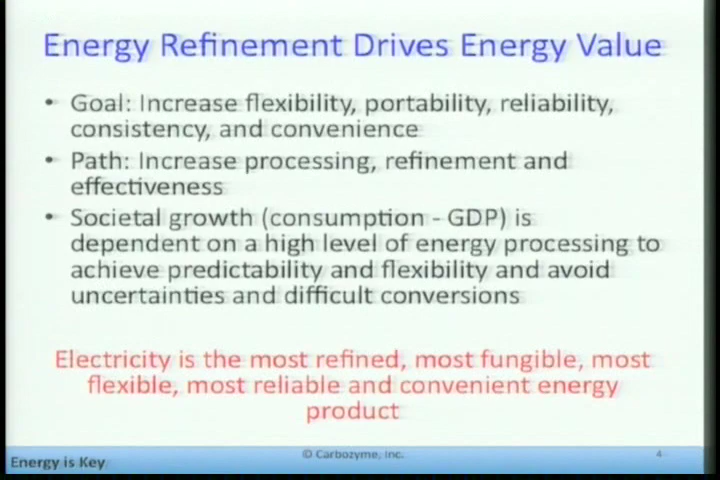 Energy Refinement Drives Energy Value
• Goal: Increase flexibility, portability, reliability,
consistency, and convenience
• Path: Increase processing, refinement and
effectiveness
• Societal growth (consumption - GDP) is
dependent on a high level of energy processing to
achieve predictability and flexibility and avoid
uncertainties and difficult conversions
Electricity is the most refined, most fungible, most
flexible, most reliable and convenient energy
product
Energy is Key
© Carbozyme, Inc.
4